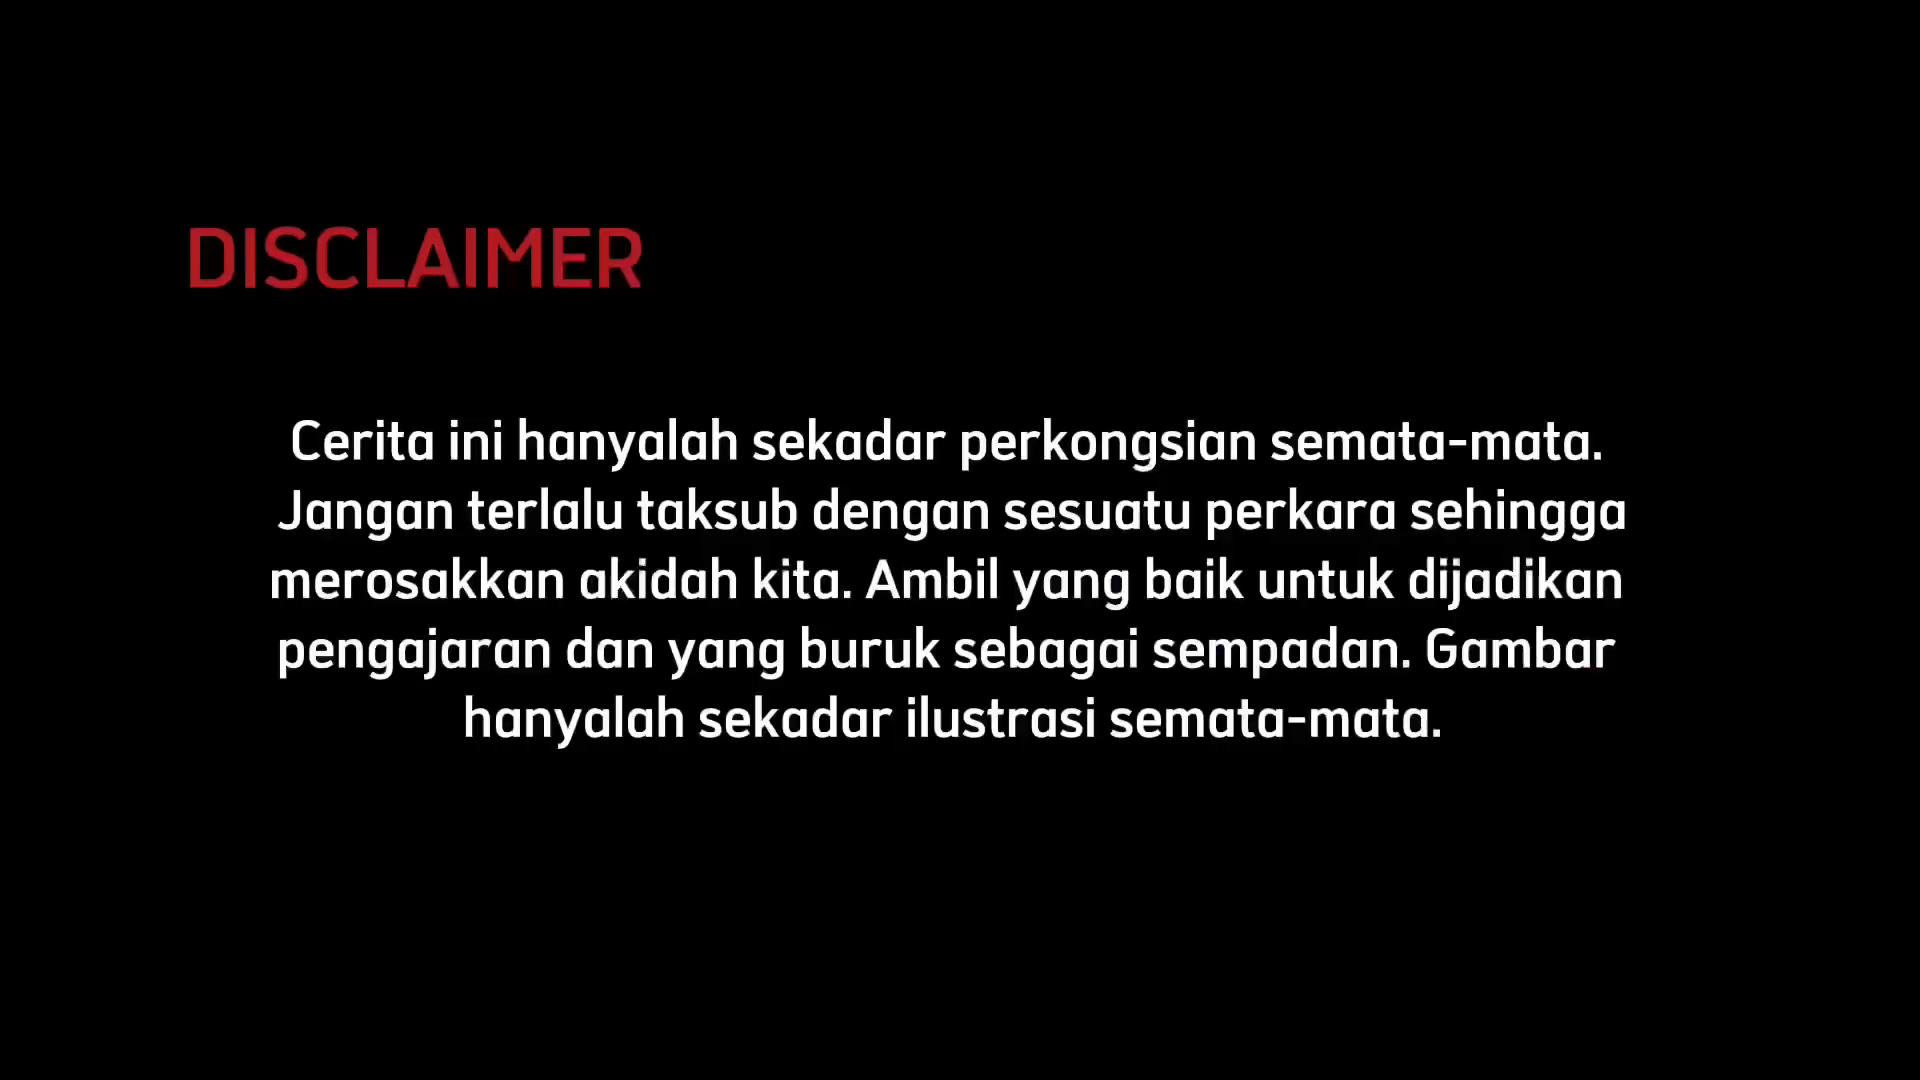 DISCLAIMER
Cerita ini hanyalah sekadar perkongsian semata-mata.
Jangan terlalu taksub dengan sesuatu perkara sehingga
merosakkan akidah kita. Ambil yang baik untuk dijadikan
pengajaran dan yang buruk sebagai sempadan. Gambar
hanyalah sekadar ilustrasi semata-mata.